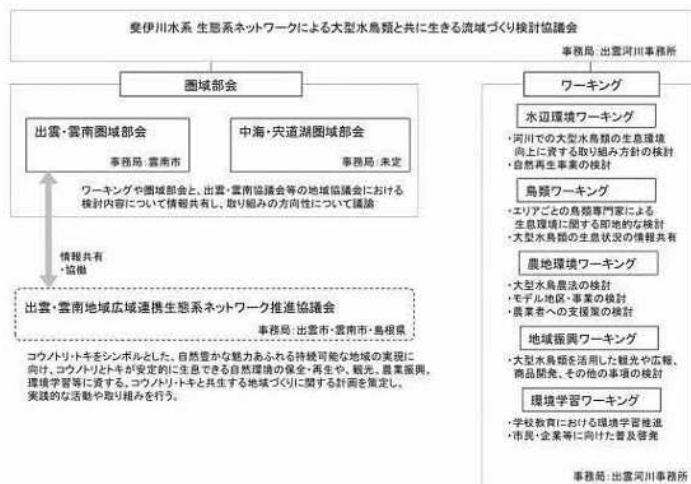 斐伊川水系 生態系ネットワークによる大型水鳥類と共に生きる流域づくり検討協議会
事務局：出雲河川事務所
圏域部会
出雲・雲南圏域部会
事務局：雲南市
中海・宍道湖圏域部会
事務局：未定
ワーキングや圏域部会と、出雲・雲南協議会等の地域協議会における
検討内容について情報共有し、取り組みの方向性について議論
情報共有
・協働
出雲・雲南地域広域連携生態系ネットワーク推進協議会
事務局：出雲市・雲南市・島根県
コウノトリ・トキをシンボルとした、自然豊かな魅力あふれる持続可能な地域の実現に
向け、コウノトリとトキが安定的に生息できる自然環境の保全・再生や、観光、農業振興、
環境学習等に資する、コウノトリ・トキと共生する地域づくりに関する計画を策定し、
実践的な活動や取り組みを行う。
ワーキング
水辺環境ワーキング
・河川での大型水鳥類の生息環境
向上に資する取り組み方針の検討
・自然再生事業の検討
鳥類ワーキング
・エリアごとの鳥類専門家による
生息環境に関する即地的な検討
・大型水鳥類の生息状況の情報共有
農地環境ワーキング
・大型水鳥農法の検討
・モデル地区・事業の検討
・農業者への支援策の検討
地域振興ワーキング
・大型水鳥類を活用した観光や広報、
商品開発、その他の事項の検討
環境学習ワーキング
・学校教育における環境学習推進
・市民・企業等に向けた普及啓発
事務局：出雲河川事務所